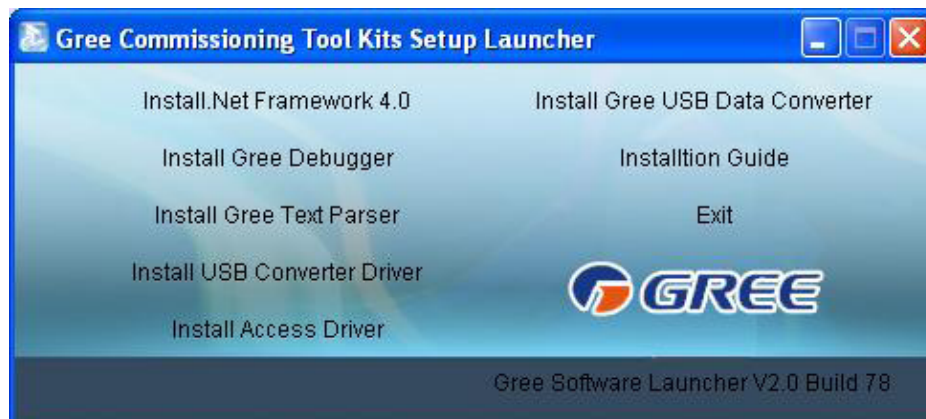 Gree Commissioning Tool Kits Setup Launcher
Install.Net Framework 4.0
Install Gree Debugger
Install Gree Text Parser
Install USB Converter Driver
Install Access Driver
Install Gree USB Data Converter
Installtion Guide
Exit
GREE
Gree Software Launcher V2.0 Build 78